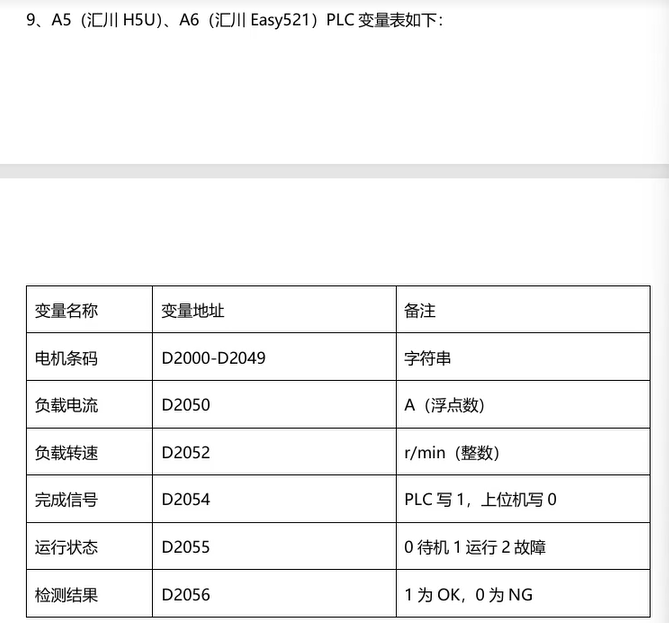 9、A5（汇川 H5U）、A6（汇川 Easy521）PLC 变量表如下：
变量名称 变量地址 备注
电机条码 D2000-D2049 字符串
负载电流 D2050 A（浮点数）
负载转速 D2052 r/min（整数）
完成信号 D2054 PLC 写 1，上位机写 0
运行状态 D2055 0 待机 1 运行 2 故障
检测结果 D2056 1 为 OK，0 为 NG